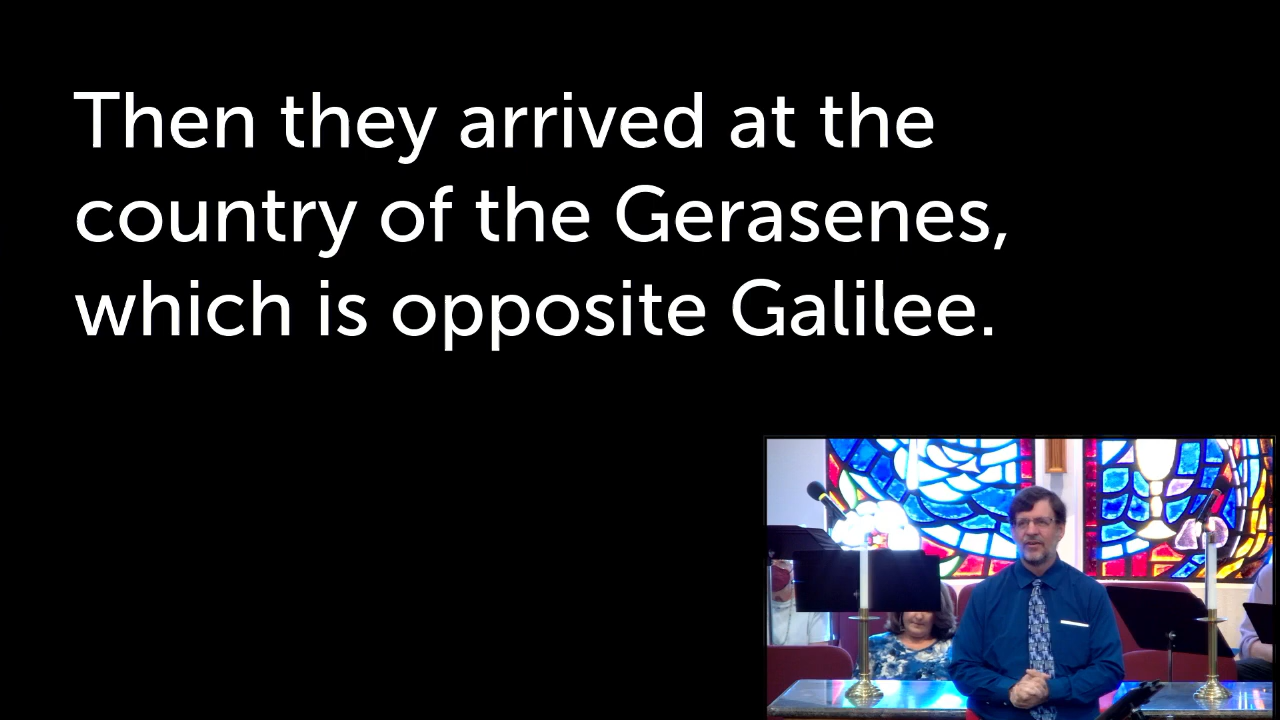 Then they arrived at the
country of the Gerasenes,
which is opposite Galilee.